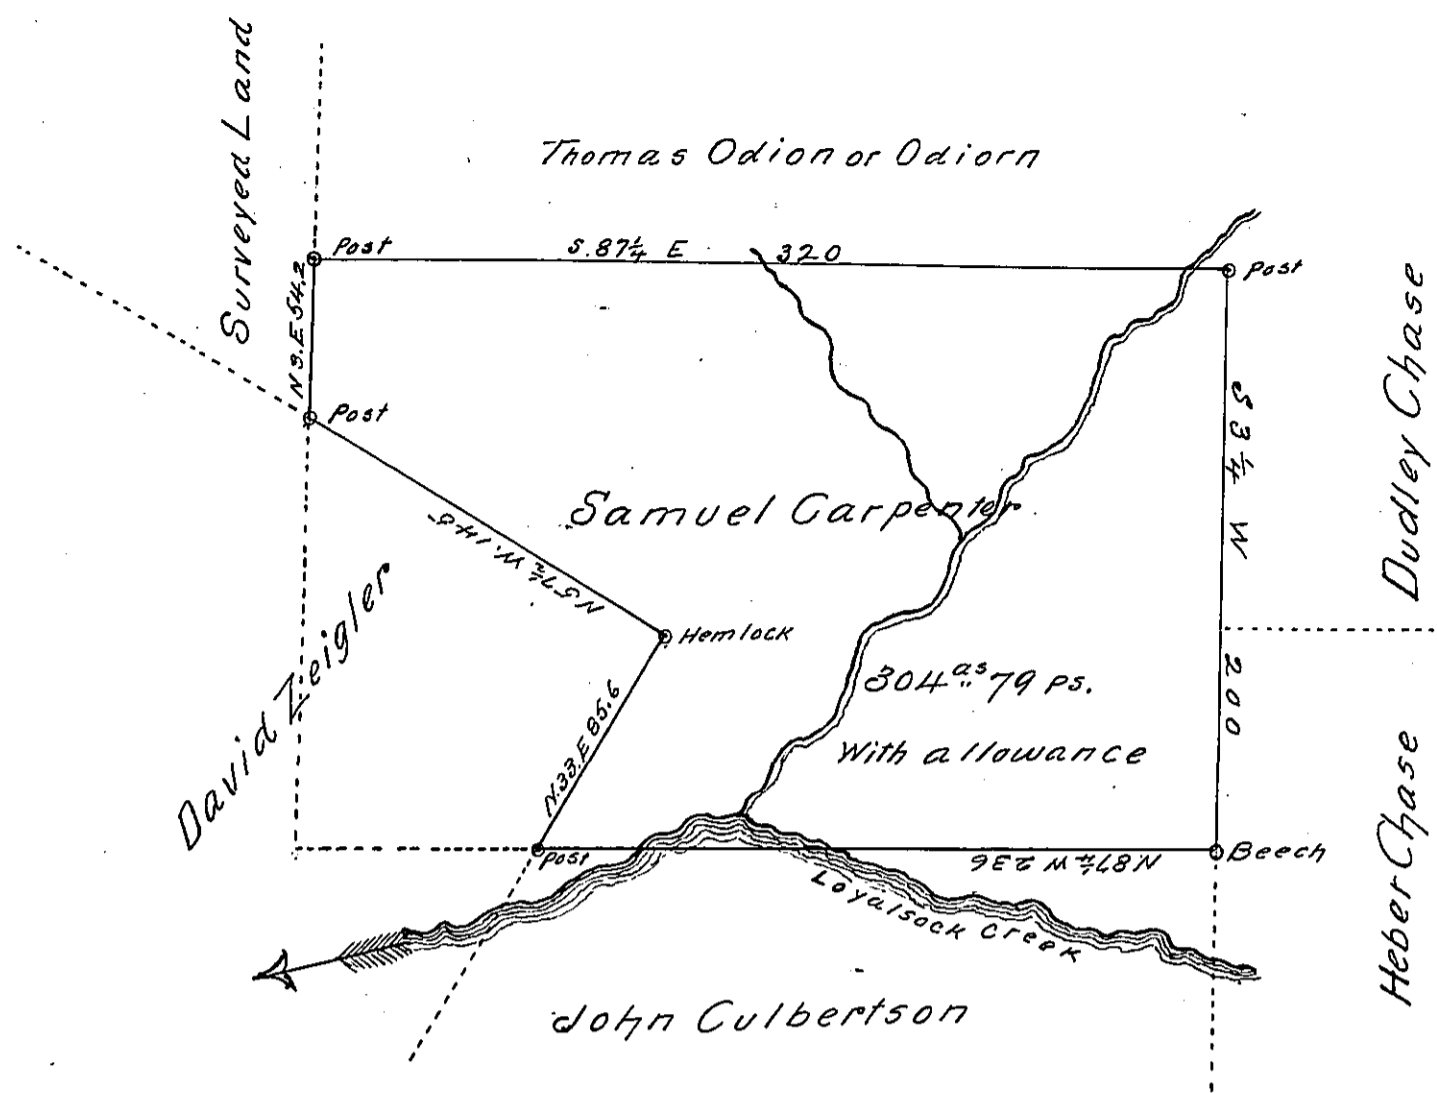 Surveyed Land
Thomas Odion or Odiorn
Post
S. 87¼ E 320
Post
N 3. E 54.2
Post
S 3¼ W 200
Dudley Chase
Samuel Carpenter
N 57½ W. 148
Hemlock
David Zeigler
304 as 79 ps.
With allowance
N. 33. E 85.6
Post
N 87¼ W 236
Beech
Heber Chase
Loyalsock Creek
John Culbertson